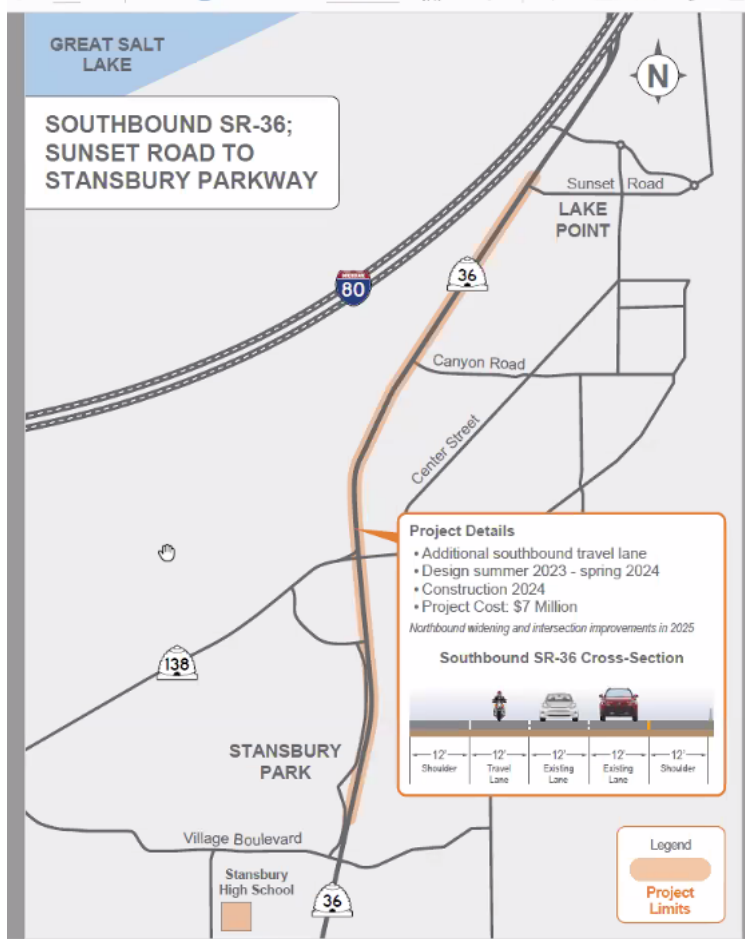 GREAT SALT
LAKE
N
SOUTHBOUND SR-36;
SUNSET ROAD TO
STANSBURY PARKWAY
Sunset Road
LAKE
POINT
36
80
Canyon Road
Center Street
Project Details
• Additional southbound travel lane
• Design summer 2023 - spring 2024
• Construction 2024
• Project Cost: $7 Million
Northbound widening and intersection improvements in 2025
Southbound SR-36 Cross-Section
12' 12' 12' 12' 12'
Shoulder Travel Existing Existing Shoulder
Lane Lane Lane
138
STANSBURY
PARK
Village Boulevard
Stansbury
High School
36
Legend
Project
Limits